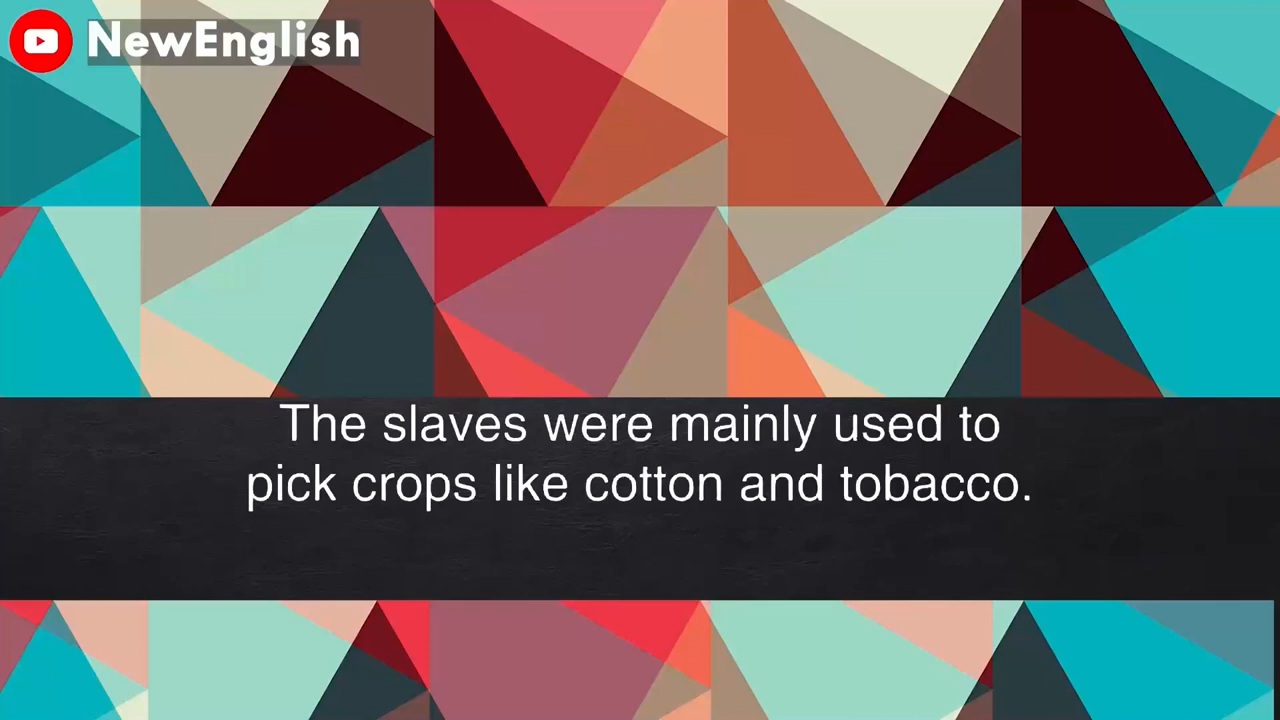 NewEnglish
The slaves were mainly used to
pick crops like cotton and tobacco.